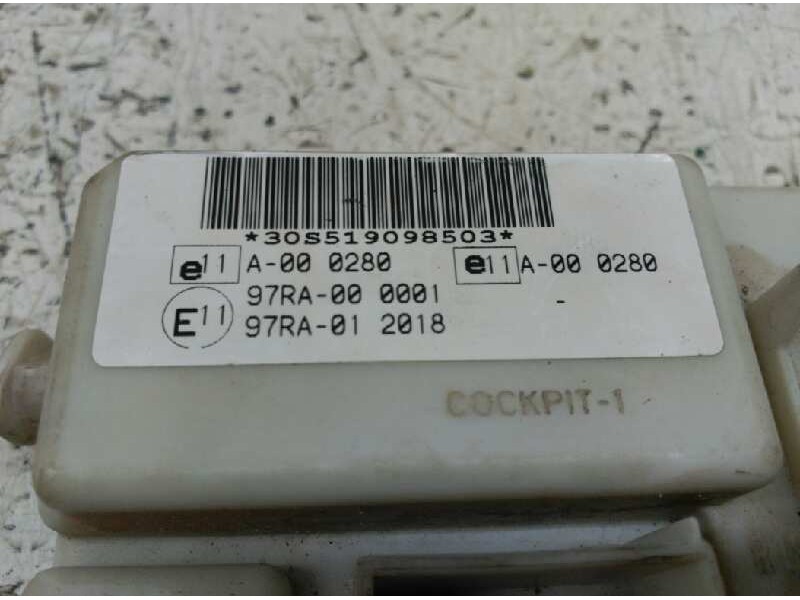 *30S519098503*
e11 A-00 0280 e11 A-00 0280
97RA-00 0001 -
E11 97RA-01 2018
COCKPIT-1